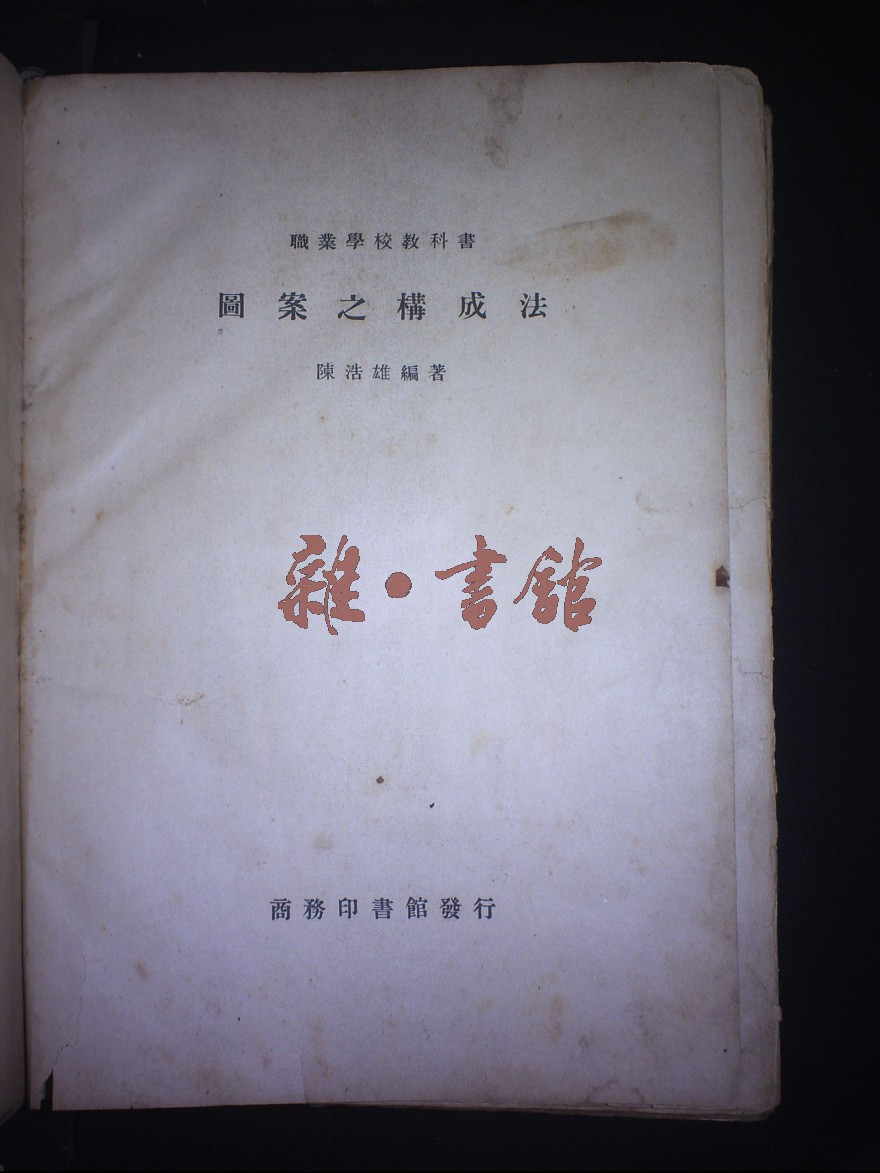 職業學校教科書
圖案之構成法
陳浩雄編著
雜·書館
商務印書館發行